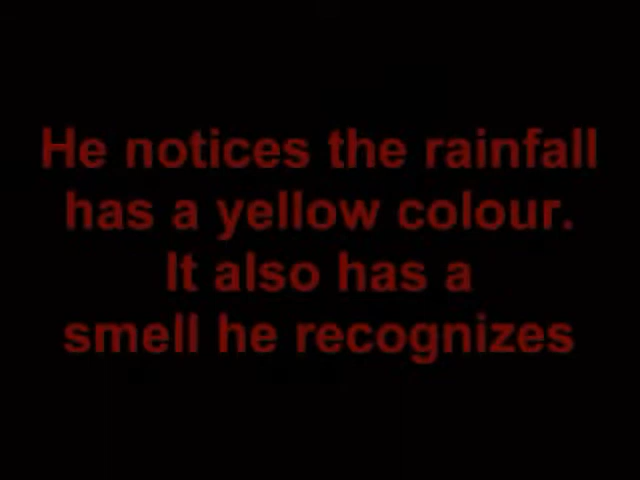 He notices the rainfall
has a yellow colour.
It also has a
smell he recognizes